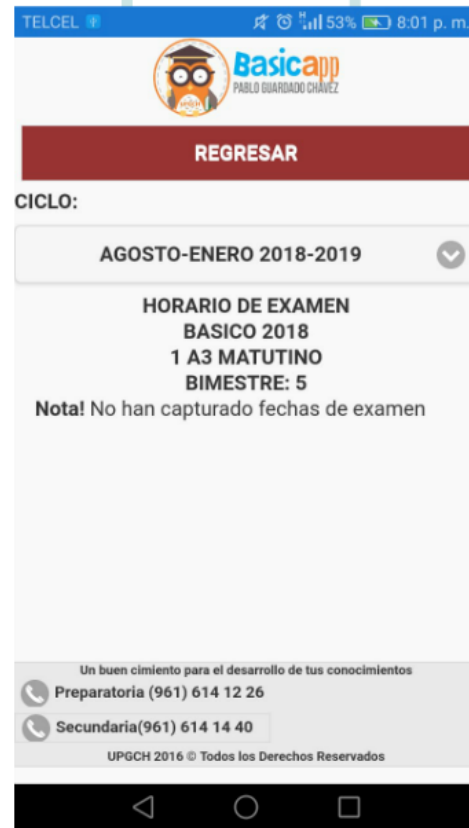 TELCEL 53% 8:01 p. m.
Basicapp
PABLO GUARDADO CHÁVEZ
UPGCH
REGRESAR
CICLO:
AGOSTO-ENERO 2018-2019
HORARIO DE EXAMEN
BASICO 2018
1 A3 MATUTINO
BIMESTRE: 5
Nota! No han capturado fechas de examen
Un buen cimiento para el desarrollo de tus conocimientos
Preparatoria (961) 614 12 26
Secundaria(961) 614 14 40
UPGCH 2016 © Todos los Derechos Reservados